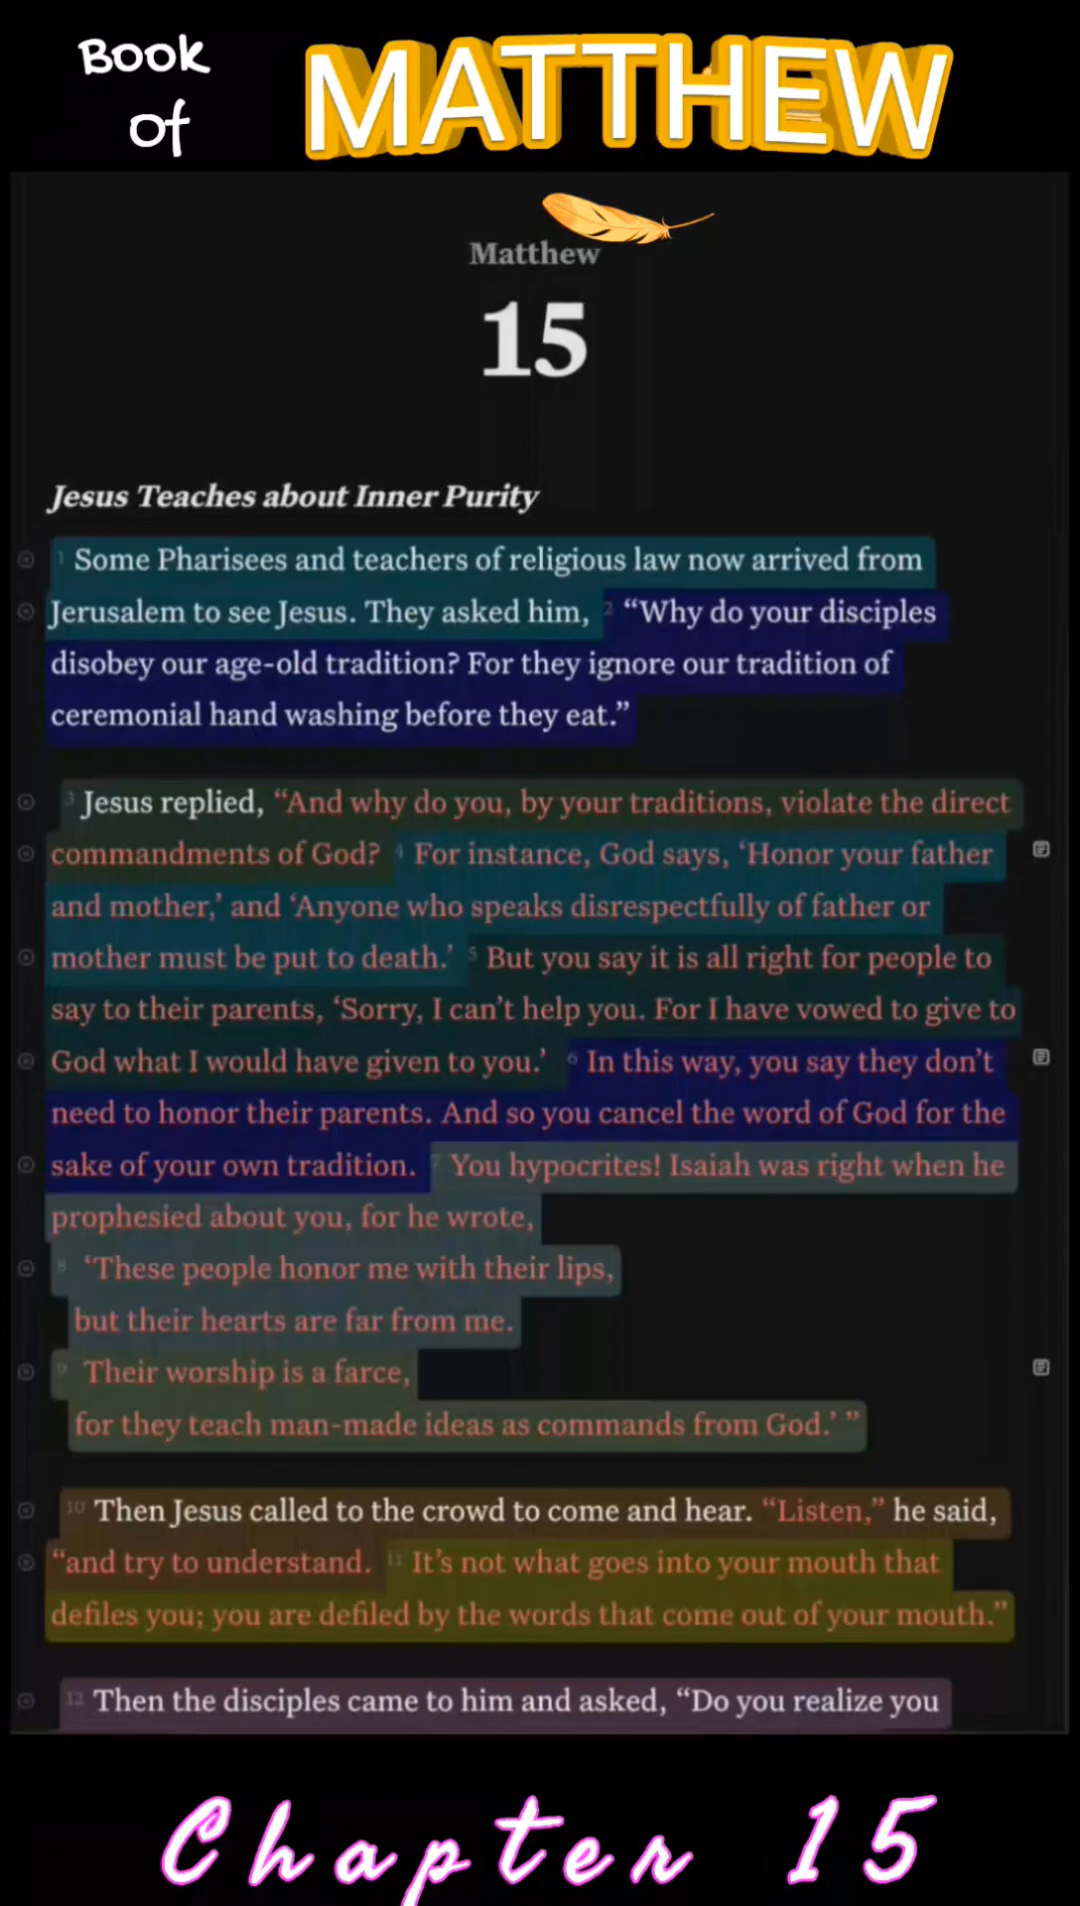 Book
of
MATTHEW
Matthew
15
Jesus Teaches about Inner Purity
1 Some Pharisees and teachers of religious law now arrived from
Jerusalem to see Jesus. They asked him, 2 “Why do your disciples
disobey our age-old tradition? For they ignore our tradition of
ceremonial hand washing before they eat.”
3 Jesus replied, “And why do you, by your traditions, violate the direct
commandments of God? 4 For instance, God says, ‘Honor your father
and mother,’ and ‘Anyone who speaks disrespectfully of father or
mother must be put to death.’ 5 But you say it is all right for people to
say to their parents, ‘Sorry, I can’t help you. For I have vowed to give to
God what I would have given to you.’ 6 In this way, you say they don’t
need to honor their parents. And so you cancel the word of God for the
sake of your own tradition. 7 You hypocrites! Isaiah was right when he
prophesied about you, for he wrote,
8 ‘These people honor me with their lips,
but their hearts are far from me.
9 Their worship is a farce,
for they teach man-made ideas as commands from God.’ ”
10 Then Jesus called to the crowd to come and hear. “Listen,” he said,
“and try to understand. 11 It’s not what goes into your mouth that
defiles you; you are defiled by the words that come out of your mouth.”
12 Then the disciples came to him and asked, “Do you realize you
Chapter 15